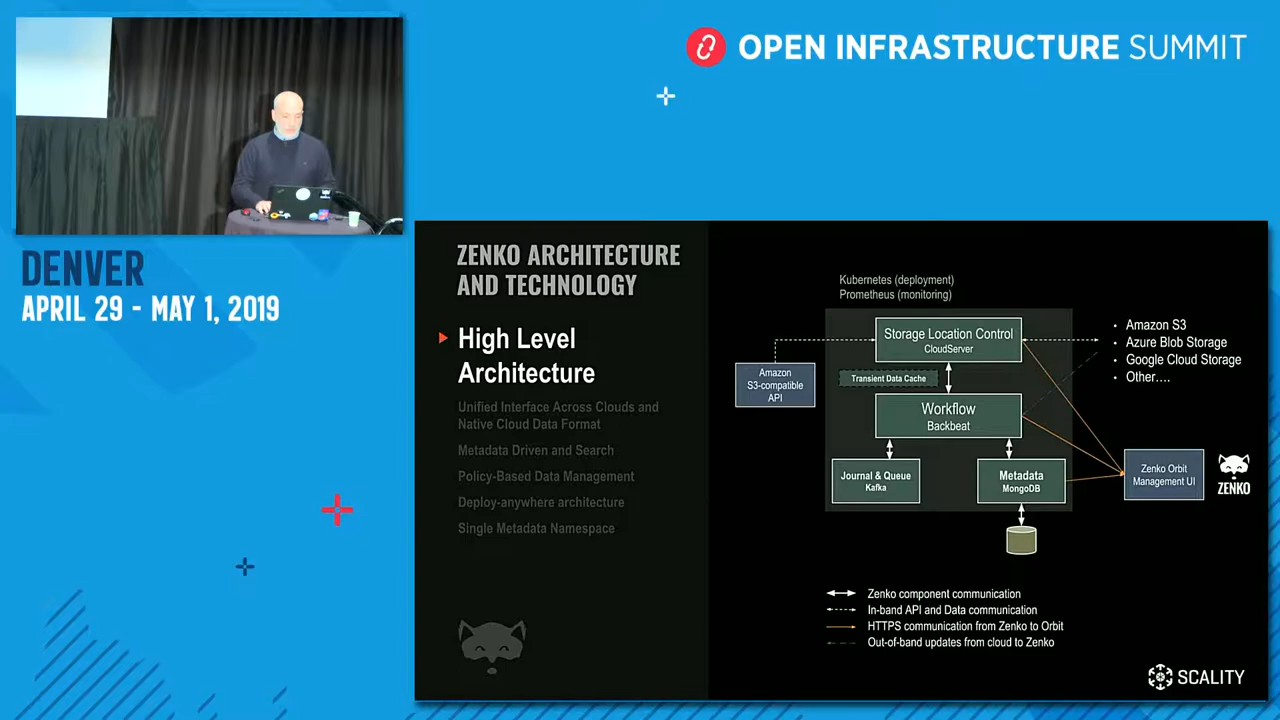 OPEN INFRASTRUCTURE SUMMIT
DENVER
APRIL 29 - MAY 1, 2019
ZENKO ARCHITECTURE
AND TECHNOLOGY
High Level
Architecture
Unified Interface Across Clouds and
Native Cloud Data Format
Metadata Driven and Search
Policy-Based Data Management
Deploy-anywhere architecture
Single Metadata Namespace
Kubernetes (deployment)
Prometheus (monitoring)
Storage Location Control
CloudServer
Transient Data Cache
Amazon
S3-compatible
API
Workflow
Backbeat
Journal & Queue
Kafka
Metadata
MongoDB
• Amazon S3
• Azure Blob Storage
• Google Cloud Storage
• Other....
Zenko Orbit
Management UI
ZENKO
Zenko component communication
In-band API and Data communication
HTTPS communication from Zenko to Orbit
Out-of-band updates from cloud to Zenko
SCALITY